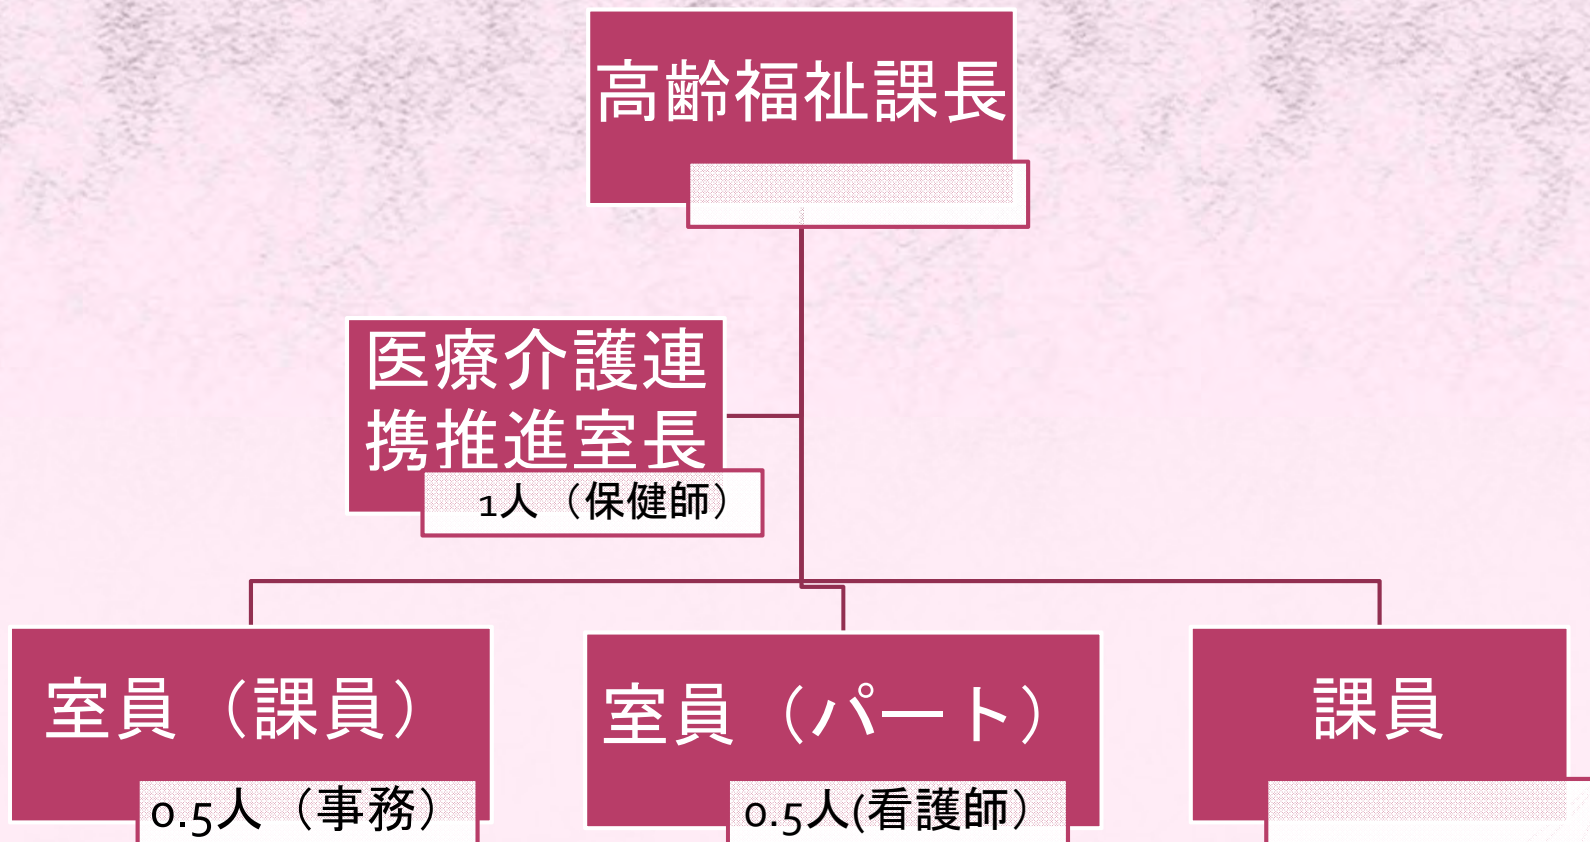 高齢福祉課長
医療介護連
携推進室長
1人（保健師）
室員（課員）
0.5人（事務）
室員（パート）
0.5人(看護師）
課員